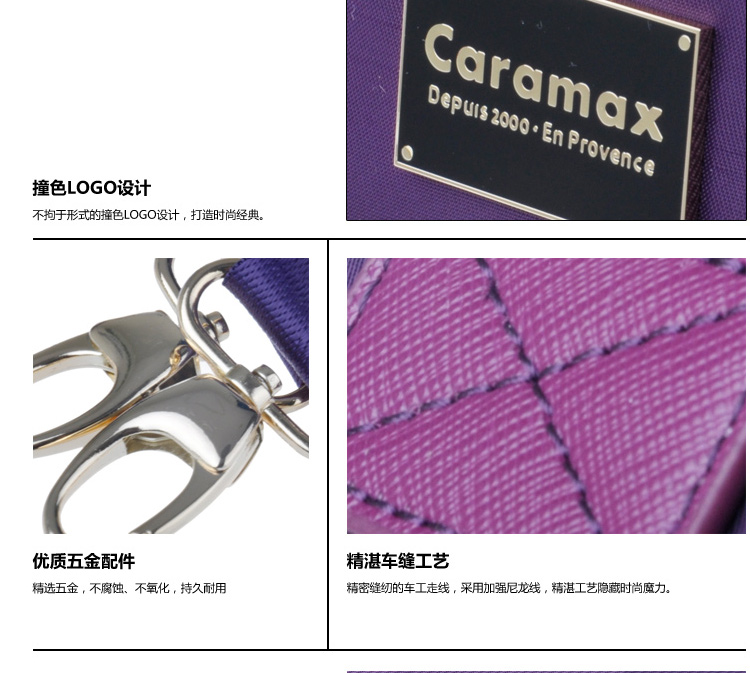 Caramax
Depuis 2000·En Provence
撞色LOGO设计
不拘于形式的撞色LOGO设计，打造时尚经典。
优质五金配件
精选五金，不腐蚀、不氧化，持久耐用
精湛车缝工艺
精密缝纫的车工走线，采用加强尼龙线，精湛工艺隐藏时尚魔力。